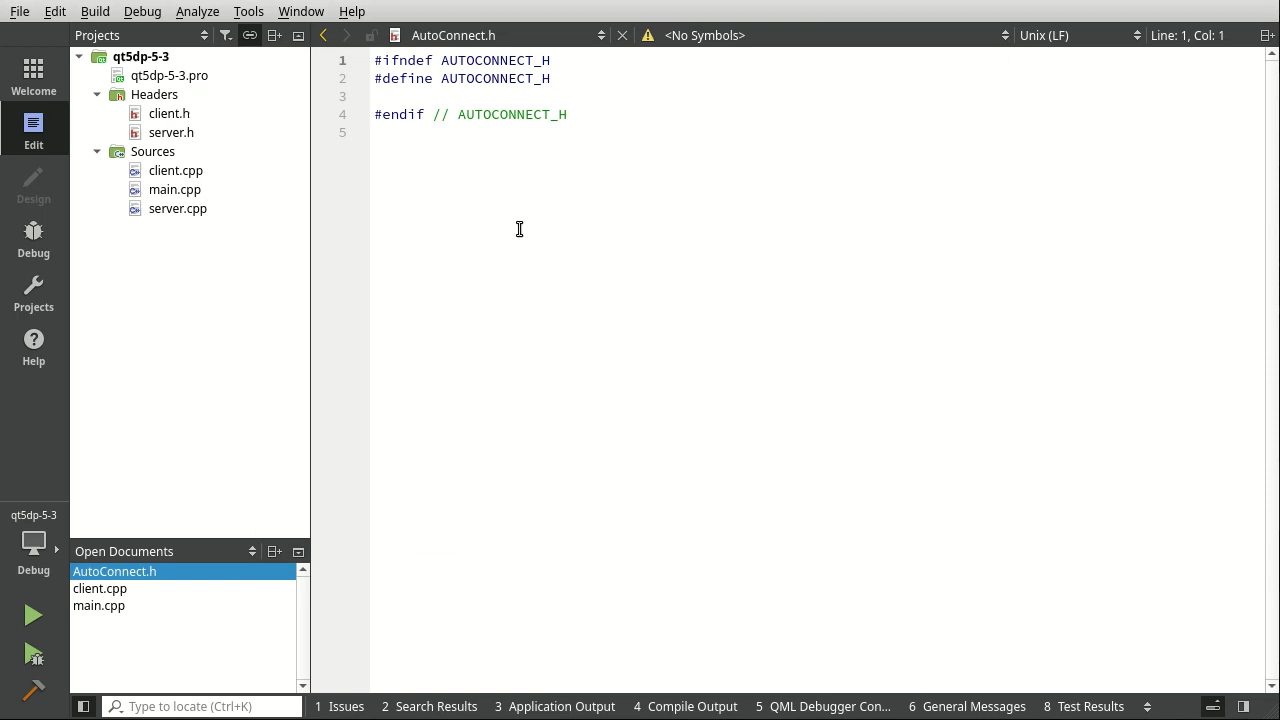 File Edit Build Debug Analyze Tools Window Help
Projects AutoConnect.h <No Symbols> Unix (LF) Line: 1, Col: 1
Welcome
Edit
Design
Debug
Projects
Help
qt5dp-5-3
Debug
qt5dp-5-3
qt5dp-5-3.pro
Headers
client.h
server.h
Sources
client.cpp
main.cpp
server.cpp
Open Documents
AutoConnect.h
client.cpp
main.cpp
1 #ifndef AUTOCONNECT_H
2 #define AUTOCONNECT_H
3
4 #endif // AUTOCONNECT_H
5
Type to locate (Ctrl+K) 1 Issues 2 Search Results 3 Application Output 4 Compile Output 5 QML Debugger Con... 6 General Messages 8 Test Results